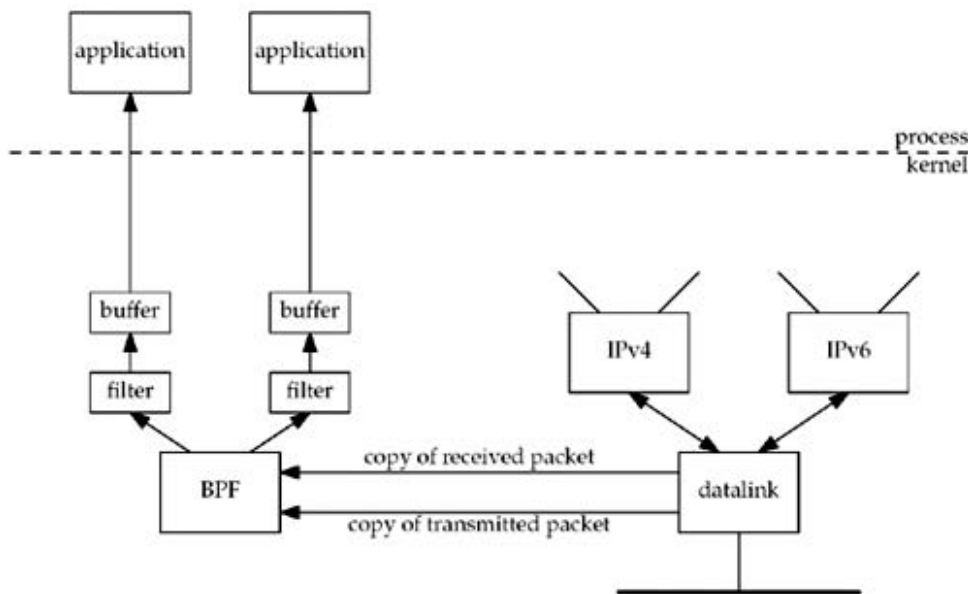 application
application
process
kernel
buffer
buffer
IPv4
IPv6
filter
filter
copy of received packet
BPF
datalink
copy of transmitted packet